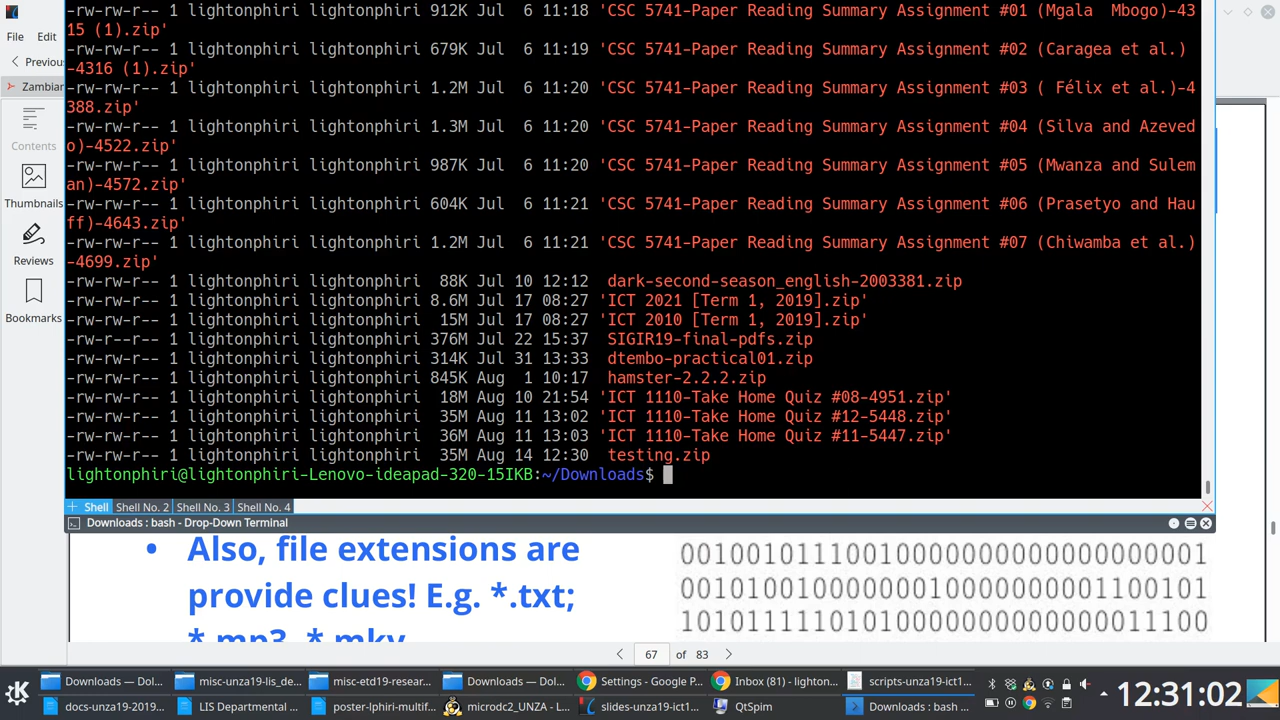 -rw-rw-r-- 1 lightonphiri lightonphiri 912K Jul  6 11:18 'CSC 5741-Paper Reading Summary Assignment #01 (Mgala  Mbogo)-43
15 (1).zip'
-rw-rw-r-- 1 lightonphiri lightonphiri 679K Jul  6 11:19 'CSC 5741-Paper Reading Summary Assignment #02 (Caragea et al.)
-4316 (1).zip'
-rw-rw-r-- 1 lightonphiri lightonphiri 1.2M Jul  6 11:20 'CSC 5741-Paper Reading Summary Assignment #03 ( Félix et al.)-4
388.zip'
-rw-rw-r-- 1 lightonphiri lightonphiri 1.3M Jul  6 11:20 'CSC 5741-Paper Reading Summary Assignment #04 (Silva and Azeved
o)-4522.zip'
-rw-rw-r-- 1 lightonphiri lightonphiri 987K Jul  6 11:20 'CSC 5741-Paper Reading Summary Assignment #05 (Mwanza and Sulem
an)-4572.zip'
-rw-rw-r-- 1 lightonphiri lightonphiri 604K Jul  6 11:21 'CSC 5741-Paper Reading Summary Assignment #06 (Prasetyo and Hau
ff)-4643.zip'
-rw-rw-r-- 1 lightonphiri lightonphiri 1.2M Jul  6 11:21 'CSC 5741-Paper Reading Summary Assignment #07 (Chiwamba et al.)
-4699.zip'
-rw-rw-r-- 1 lightonphiri lightonphiri  88K Jul 10 12:12  dark-second-season_english-2003381.zip
-rw-rw-r-- 1 lightonphiri lightonphiri 8.6M Jul 17 08:27 'ICT 2021 [Term 1, 2019].zip'
-rw-rw-r-- 1 lightonphiri lightonphiri  15M Jul 17 08:27 'ICT 2010 [Term 1, 2019].zip'
-rw-rw-r-- 1 lightonphiri lightonphiri 376M Jul 22 15:37  SIGIR19-final-pdfs.zip
-rw-rw-r-- 1 lightonphiri lightonphiri 314K Jul 31 13:33  dtembo-practical01.zip
-rw-rw-r-- 1 lightonphiri lightonphiri 845K Aug  1 10:17  hamster-2.2.2.zip
-rw-rw-r-- 1 lightonphiri lightonphiri  18M Aug 10 21:54 'ICT 1110-Take Home Quiz #08-4951.zip'
-rw-rw-r-- 1 lightonphiri lightonphiri  35M Aug 11 13:02 'ICT 1110-Take Home Quiz #12-5448.zip'
-rw-rw-r-- 1 lightonphiri lightonphiri  36M Aug 11 13:03 'ICT 1110-Take Home Quiz #11-5447.zip'
-rw-rw-r-- 1 lightonphiri lightonphiri  35M Aug 14 12:30  testing.zip
lightonphiri@lightonphiri-Lenovo-ideapad-320-15IKB:~/Downloads$
File Edit
Previou
Zambian
Contents
Thumbnails
Reviews
Bookmarks
Shell Shell No. 2 Shell No. 3 Shell No. 4
Downloads : bash - Drop-Down Terminal
• Also, file extensions are
provide clues! E.g. *.txt;
*.mp3, *.mkv
00100101110010000000000000000001
00101001000000010000000000110010​1
10101111101010000000000000011100
67 of 83
Downloads — Dol... misc-unza19-lis_de... misc-etd19-resear... Downloads — Dol... Settings - Google P... Inbox (81) - lighton... scripts-unza19-ict1...
docs-unza19-2019... LIS Departmental ... poster-lphiri-multif... microdc2_UNZA – L... slides-unza19-ict1... QtSpim Downloads : bash ...
12:31:02